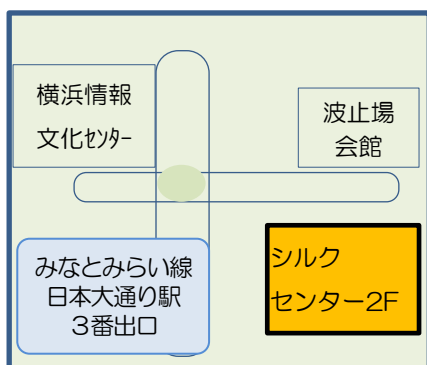 横浜情報
文化ｾﾝﾀｰ
波止場
会館
みなとみらい線
日本大通り駅
３番出口
シルク
センター2F